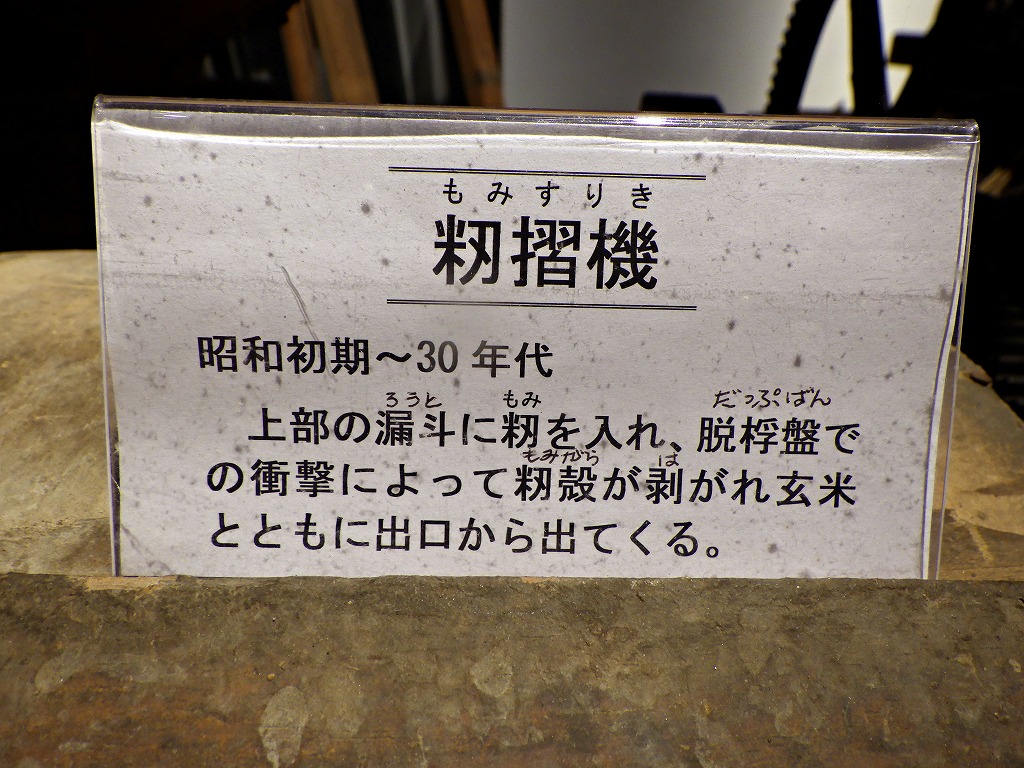 もみすりき
籾摺機
昭和初期～30年代
ろうと もみ だっぷばん
上部の漏斗に籾を入れ、脱桴盤で
もみがら は
の衝撃によって籾殻が剥がれ玄米
とともに出口から出てくる。